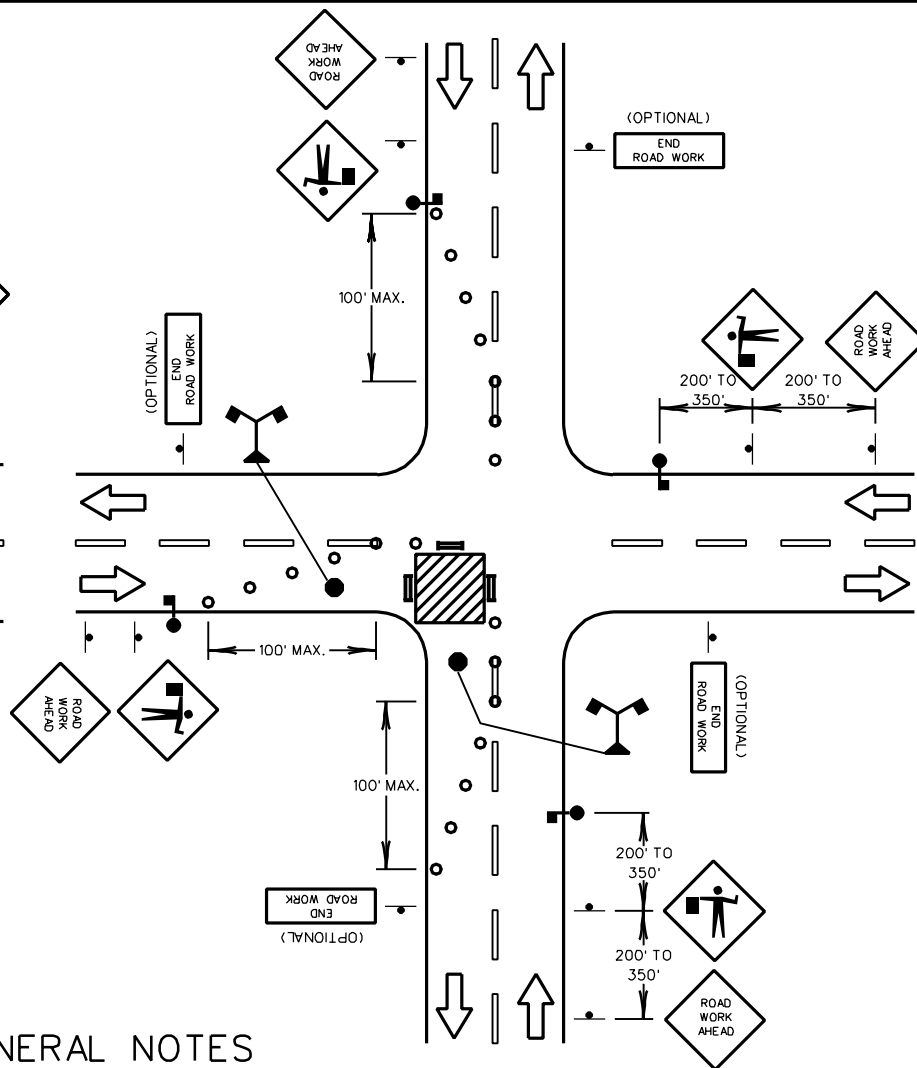 ROAD
WORK
AHEAD
(OPTIONAL)
END
ROAD WORK
100' MAX.
(OPTIONAL)
END
ROAD WORK
ROAD
WORK
AHEAD
200' TO
350'
200' TO
350'
100' MAX.
ROAD
WORK
AHEAD
END
ROAD WORK
(OPTIONAL)
100' MAX.
200' TO
350'
END
ROAD WORK
(OPTIONAL)
200' TO
350'
ROAD
WORK
AHEAD
NERAL NOTES